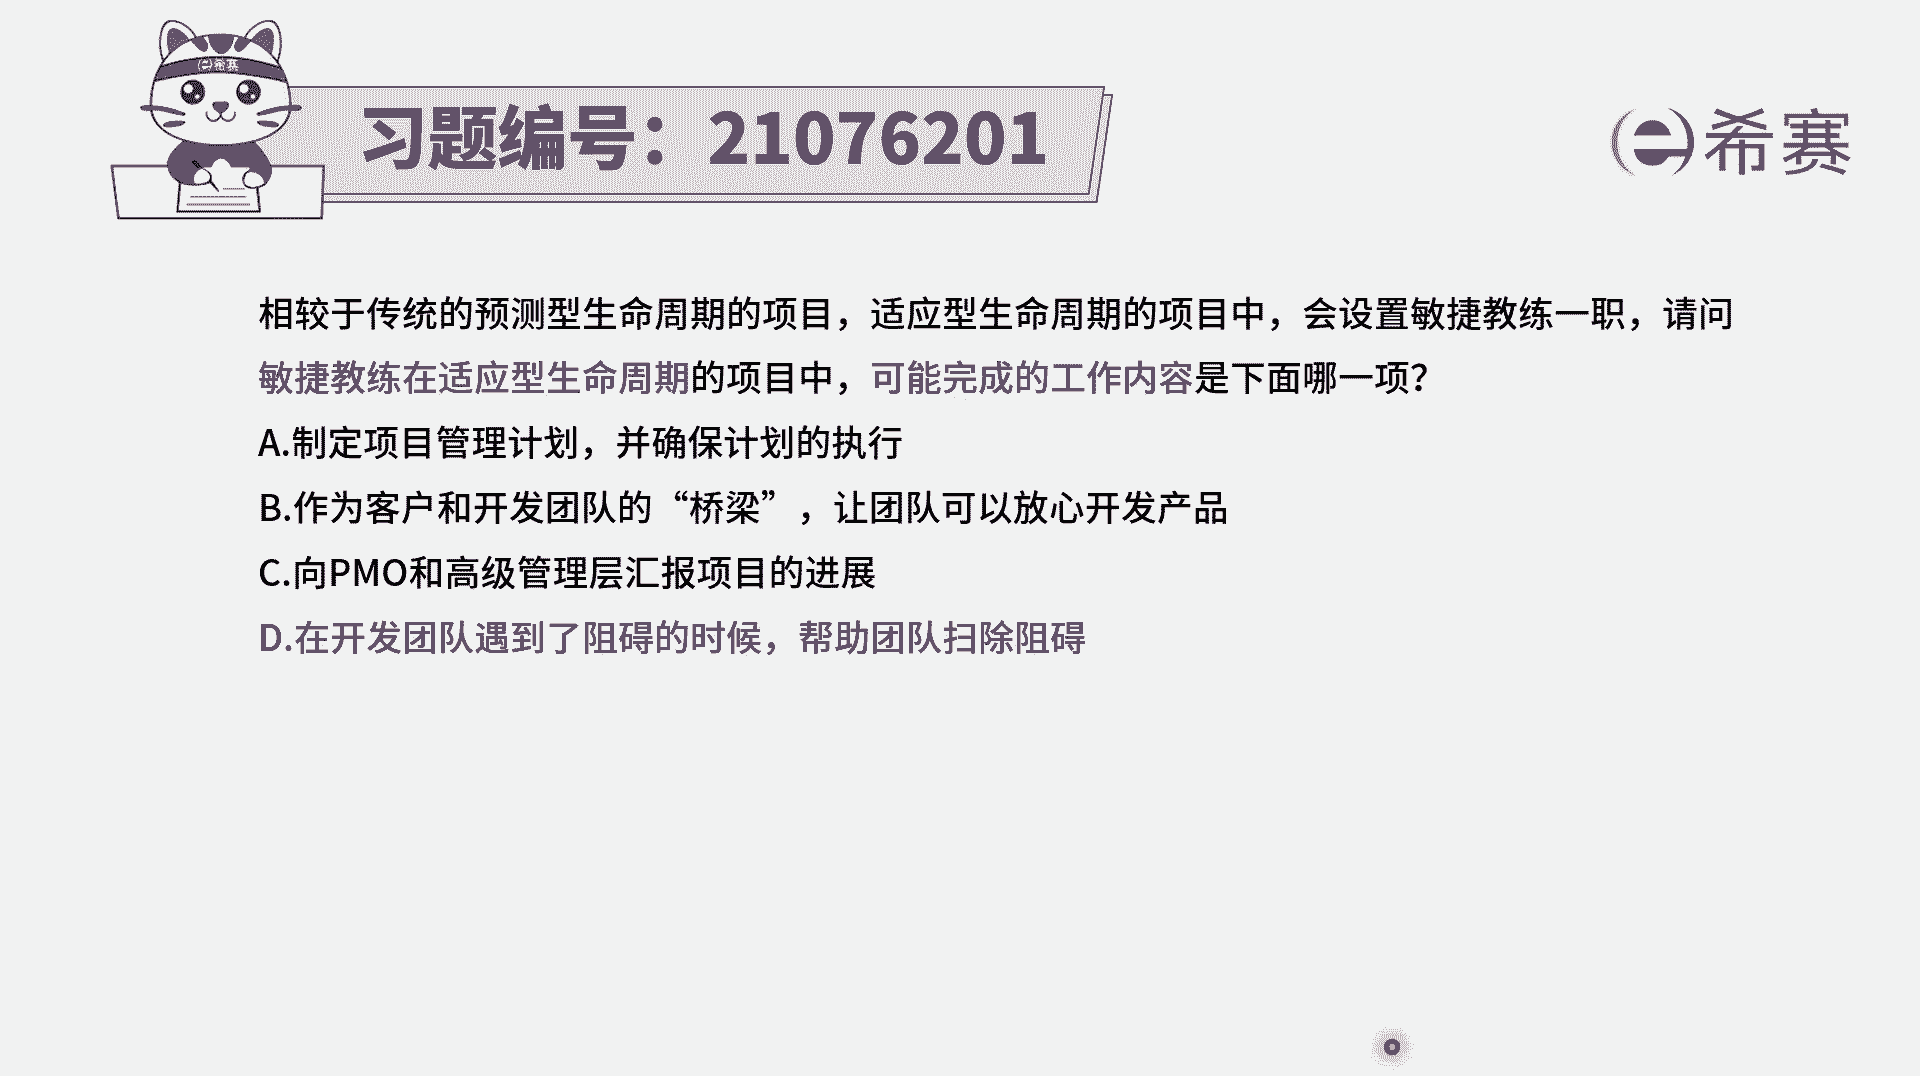 希赛
习题编号：21076201
希赛
相较于传统的预测型生命周期的项目，适应型生命周期的项目中，会设置敏捷教练一职，请问
敏捷教练在适应型生命周期的项目中，可能完成的工作内容是下面哪一项？
A.制定项目管理计划，并确保计划的执行
B.作为客户和开发团队的“桥梁”，让团队可以放心开发产品
C.向PMO和高级管理层汇报项目的进展
D.在开发团队遇到了阻碍的时候，帮助团队扫除阻碍